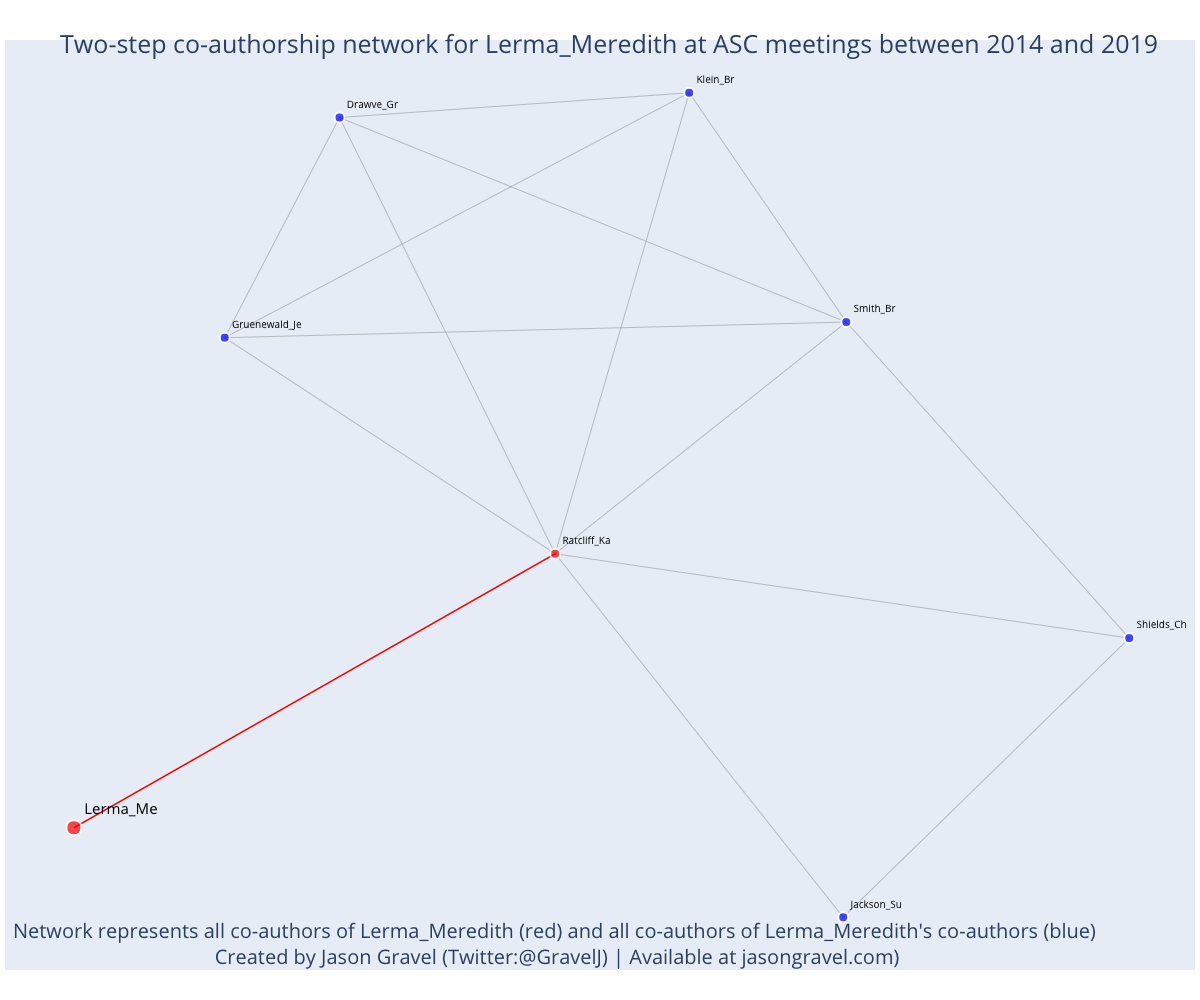 Two-step co-authorship network for Lerma_Meredith at ASC meetings between 2014 and 2019
Klein_Br
Drawve_Gr
Smith_Br
Gruenewald_Je
Ratcliff_Ka
Shields_Ch
Lerma_Me
Jackson_Su
Network represents all co-authors of Lerma_Meredith (red) and all co-authors of Lerma_Meredith's co-authors (blue)
Created by Jason Gravel (Twitter:@GravelJ) | Available at jasongravel.com)